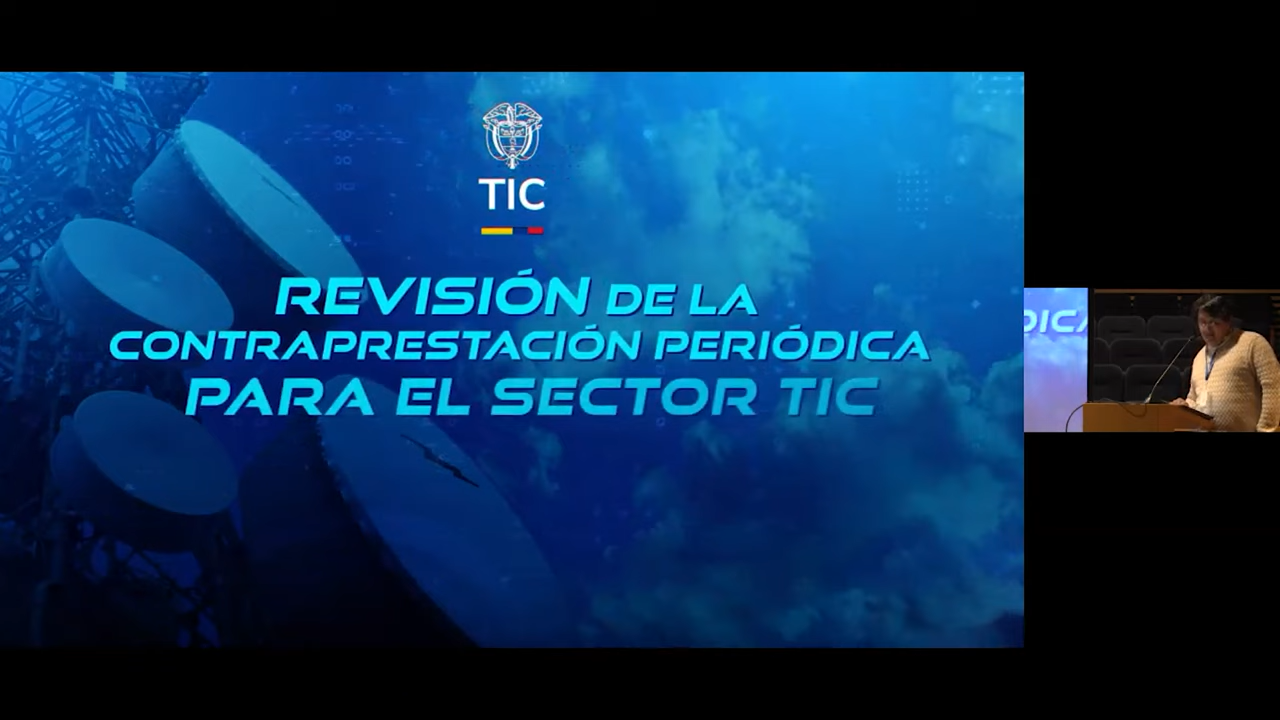 TIC
REVISIÓN DE LA
CONTRAPRESTACIÓN PERIÓDICA
PARA EL SECTOR TIC
DICA